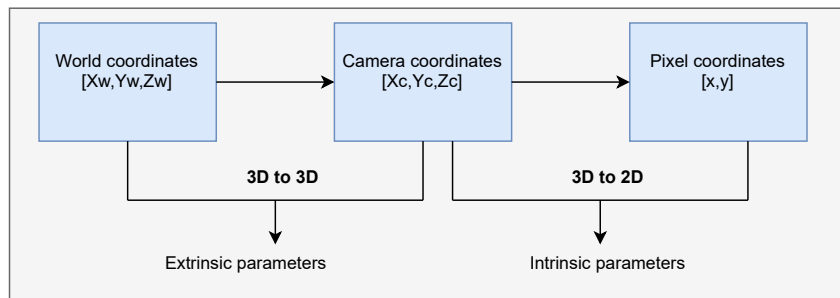 World coordinates
[Xw,Yw,Zw]
Camera coordinates
[Xc,Yc,Zc]
Pixel coordinates
[x,y]
3D to 3D
3D to 2D
Extrinsic parameters
Intrinsic parameters